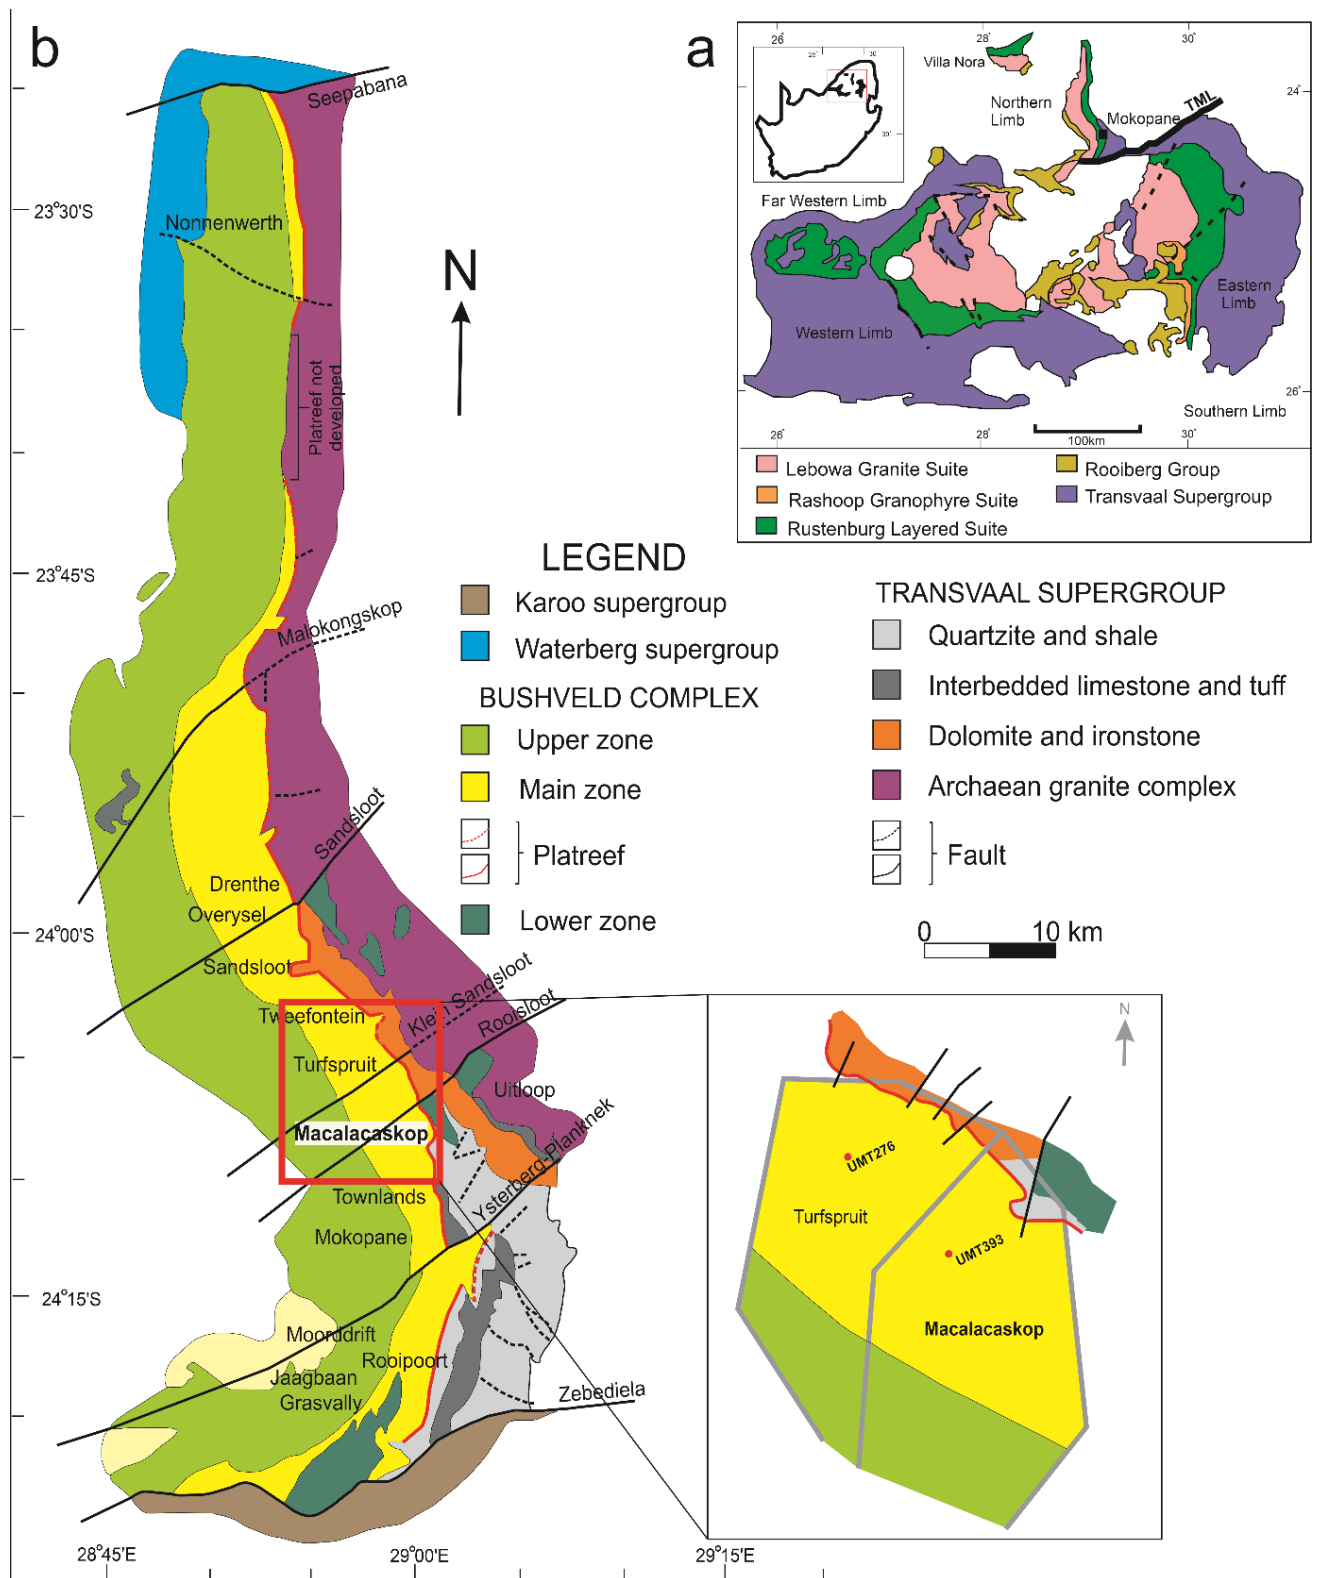 b
Seepabana
23°30'S
Nonnenwerth
N
Platreef not
developed
23°45'S
Malokongskop
Sandsloot
Drenthe
Overysel
24°00'S
Sandsloot
Tweefontein
Klein Sandsloot
Rooisloot
Turfspruit
Uitloop
Macalacaskop
Ysterberg-Planknek
Townlands
Mokopane
24°15'S
Moorddrift
Rooipoort
Jaagbaan
Grasvally
Zebediela
28°45'E
29°00'E
29°15'E
a
26°
28°
30°
Villa Nora
28°
30°
30°
24°
Northern
Limb
Mokopane
TML
Far Western Limb
Western Limb
Eastern
Limb
26°
Southern Limb
26°
28°
30°
100km
Lebowa Granite Suite
Rashoop Granophyre Suite
Rustenburg Layered Suite
Rooiberg Group
Transvaal Supergroup
LEGEND
Karoo supergroup
Waterberg supergroup
BUSHVELD COMPLEX
Upper zone
Main zone
Platreef
Lower zone
TRANSVAAL SUPERGROUP
Quartzite and shale
Interbedded limestone and tuff
Dolomite and ironstone
Archaean granite complex
Fault
0
10 km
N
UMT276
Turfspruit
UMT393
Macalacaskop